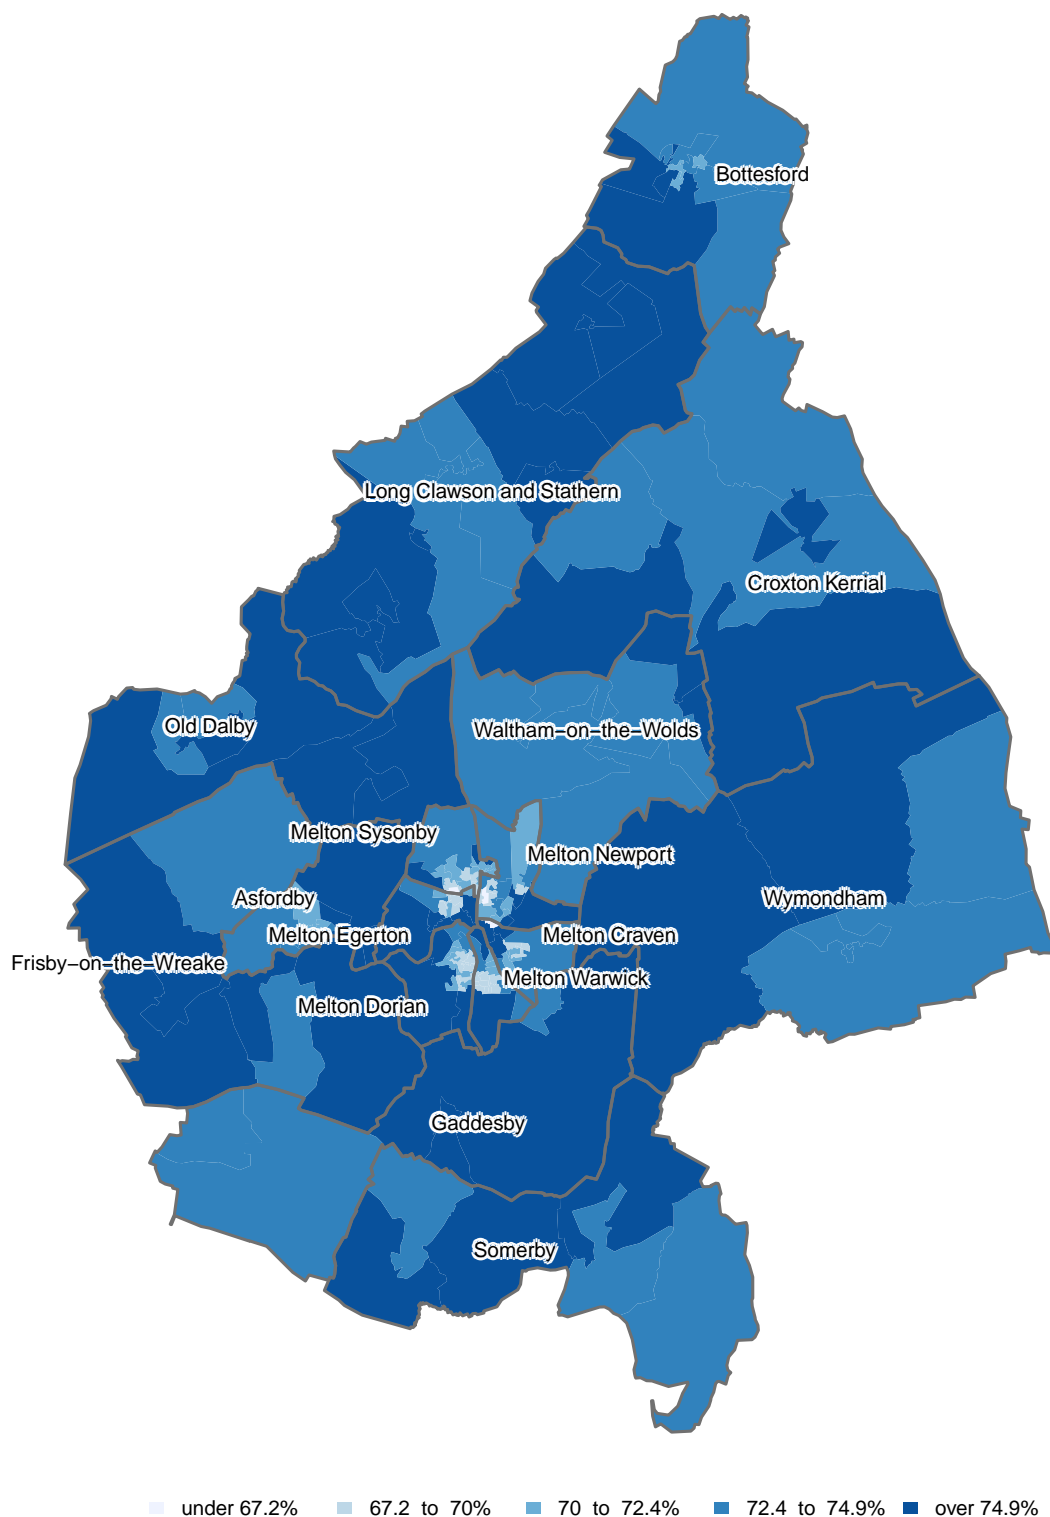 Bottesford
Long Clawson and Stathern
Croxton Kerrial
Old Dalby
Waltham−on−the−Wolds
Melton Sysonby
Melton Newport
Asfordby
Wymondham
Melton Egerton
Melton Craven
Frisby−on−the−Wreake
Melton Warwick
Melton Dorian
Gaddesby
Somerby
under 67.2% 67.2 to 70% 70 to 72.4% 72.4 to 74.9% over 74.9%